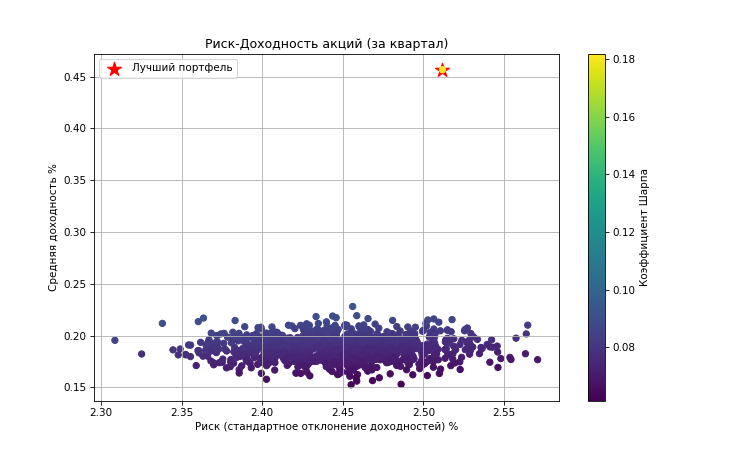 Риск-Доходность акций (за квартал)
Лучший портфель
Средняя доходность %
0.45
0.40
0.35
0.30
0.25
0.20
0.15
2.30 2.35 2.40 2.45 2.50 2.55
Риск (стандартное отклонение доходностей) %
0.18
0.16
0.14
0.12
0.10
0.08
Коэффициент Шарпа